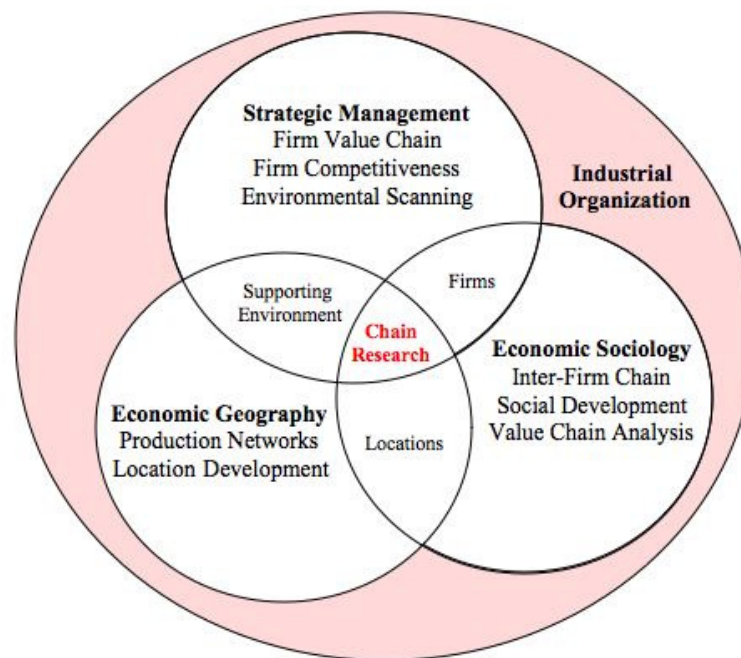 Strategic Management
Firm Value Chain
Firm Competitiveness
Environmental Scanning
Industrial
Organization
Supporting
Environment
Firms
Chain
Research
Economic Sociology
Inter-Firm Chain
Social Development
Value Chain Analysis
Economic Geography
Production Networks
Location Development
Locations